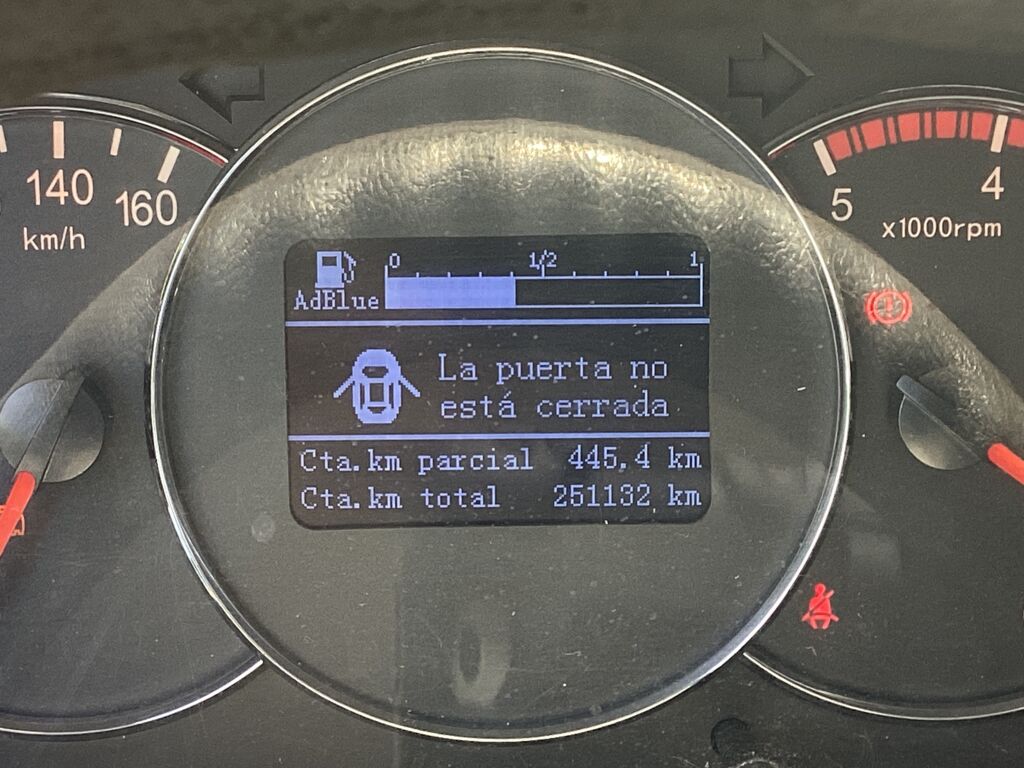 140
160
km/h
5
4
x1000rpm
0 1/2 1
AdBlue
La puerta no
está cerrada
Cta.km parcial 445,4 km
Cta.km total 251132 km